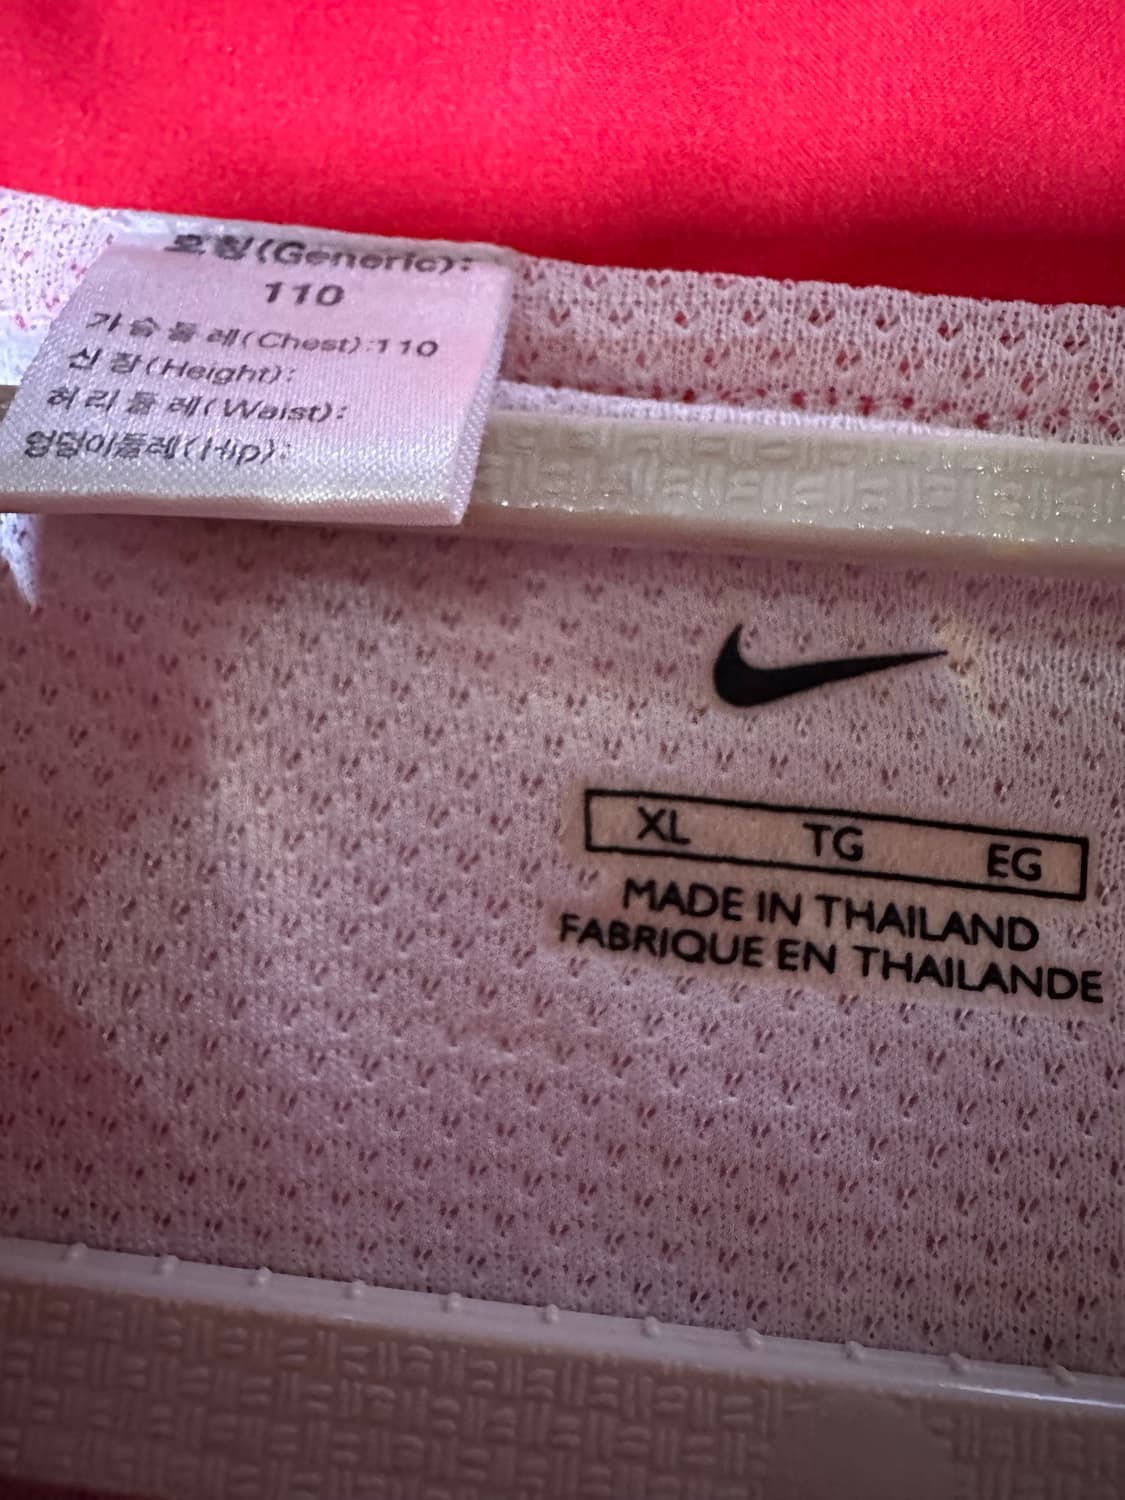 호칭(Generic):
110
가슴둘레(Chest):110
신장(Height):
허리둘레(Waist):
엉덩이둘레(Hip):
XL TG EG
MADE IN THAILAND
FABRIQUE EN THAILANDE